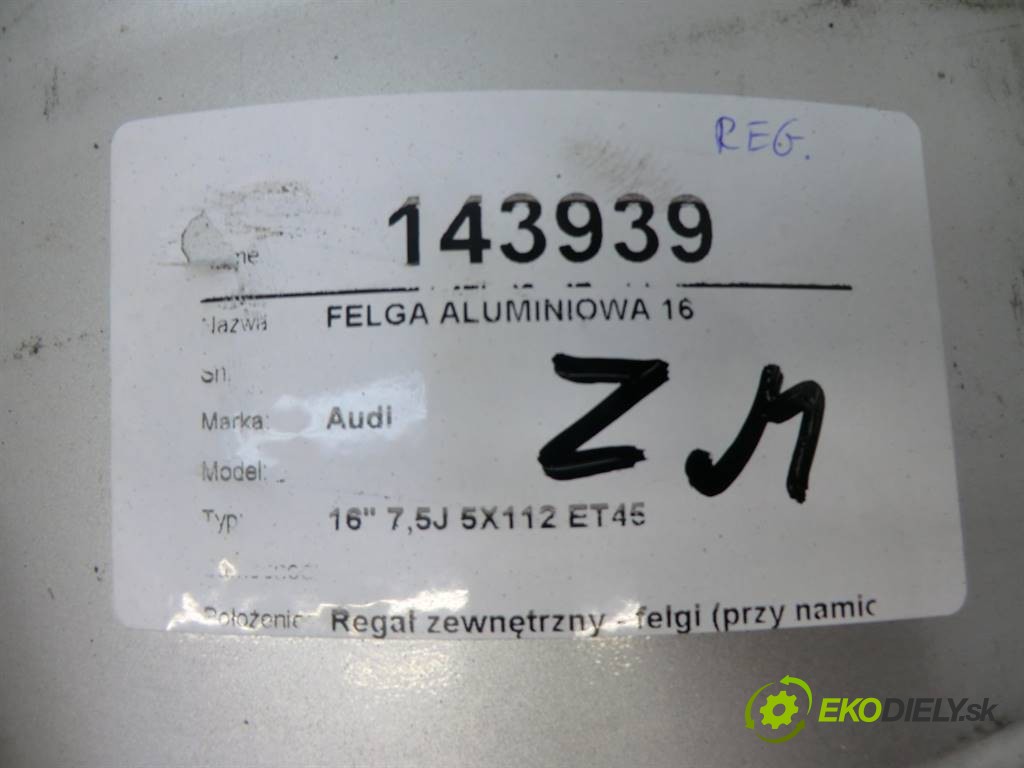 REG.
143939
Nazwa FELGA ALUMINIOWA 16
Sn:
Marka: Audi
Model:
Typ: 16" 7,5J 5X112 ET45
Położenie Regał zewnętrzny - felgi (przy namic
EKODIELY.sk